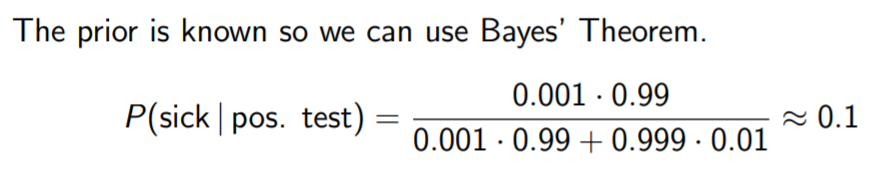 The prior is known so we can use Bayes' Theorem.
P(sick | pos. test) = 0.001 · 0.99 / 0.001 · 0.99 + 0.999 · 0.01 ≈ 0.1